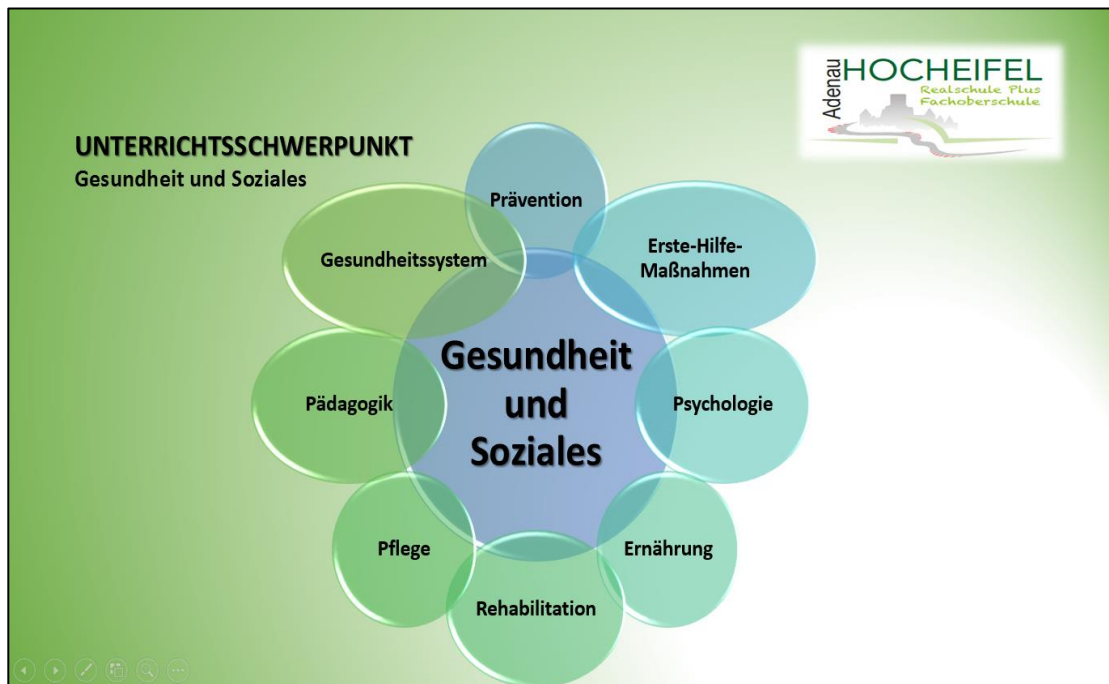 UNTERRICHTSSCHWERPUNKT
Gesundheit und Soziales
Adenau
HOCHEIFEL
Realschule Plus
Fachoberschule
Prävention
Erste-Hilfe-
Maßnahmen
Psychologie
Ernährung
Rehabilitation
Pflege
Pädagogik
Gesundheitssystem
Gesundheit
und
Soziales